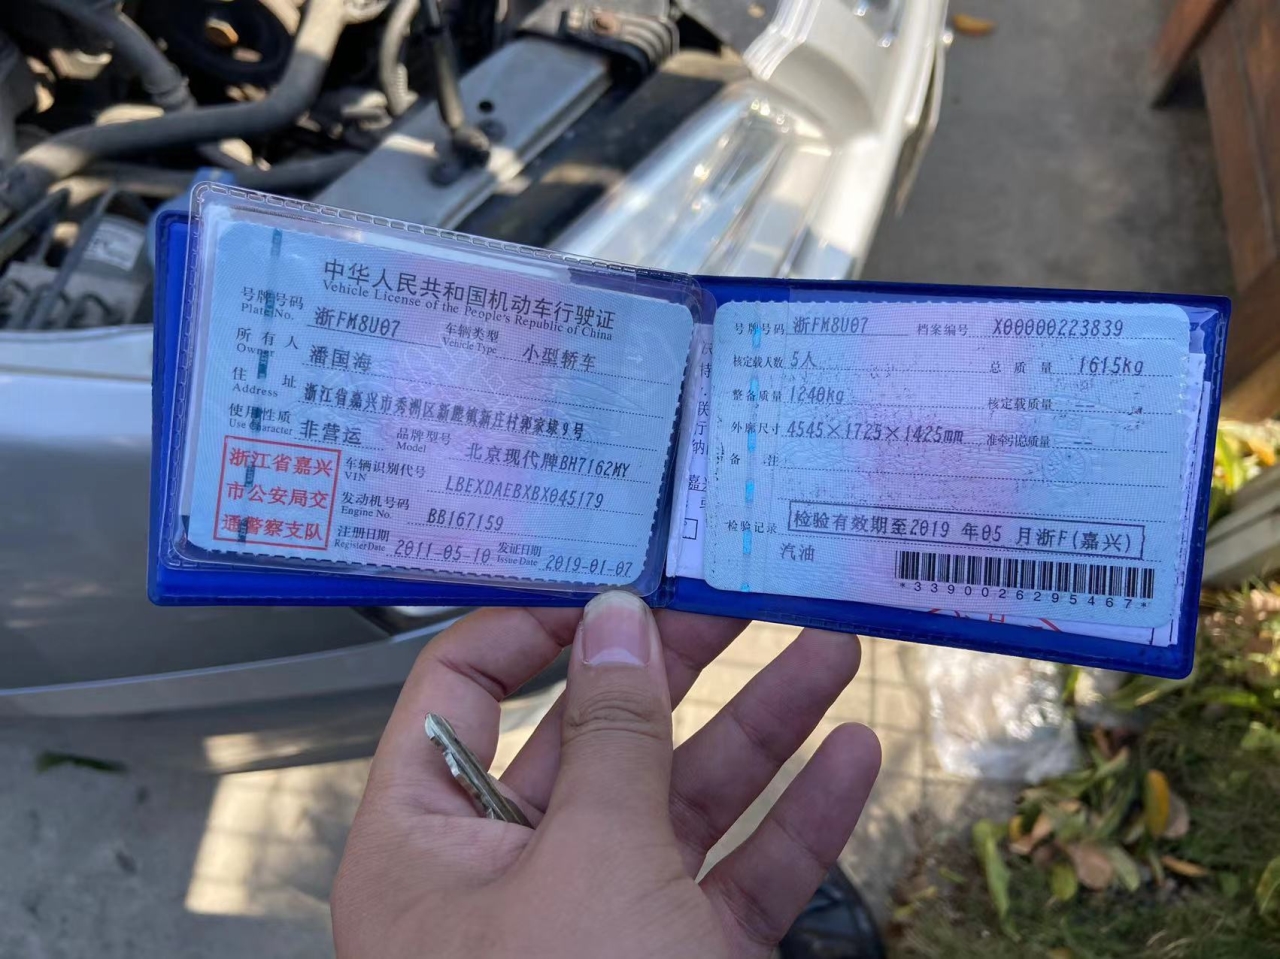 中华人民共和国机动车行驶证
Vehicle License of the People's Republic of China
号牌号码 浙FM8U07 车辆类型 小型轿车
Plate No. Vehicle Type
所有人 潘国海
Owner
住址 浙江省嘉兴市秀洲区新塍镇新庄村郭家埭9号
Address
使用性质 非营运 品牌型号 北京现代牌BH7162MY
Use Character Model
浙江省嘉兴
市公安局交
通警察支队
车辆识别代号 LBEXDAEBXBX045179
VIN
发动机号码 BB167159
Engine No.
注册日期 2011-05-10 发证日期 2019-01-07
Register Date Issue Date
号牌号码 浙FM8U07 档案编号 X00000223839
核定载人数 5人 总质量 1615kg
整备质量 1240kg 核定载质量 --
外廓尺寸 4545×1725×1425mm 准牵引总质量 --
备注
检验记录 检验有效期至2019年05月浙F(嘉兴)
汽油
*3390026295467*